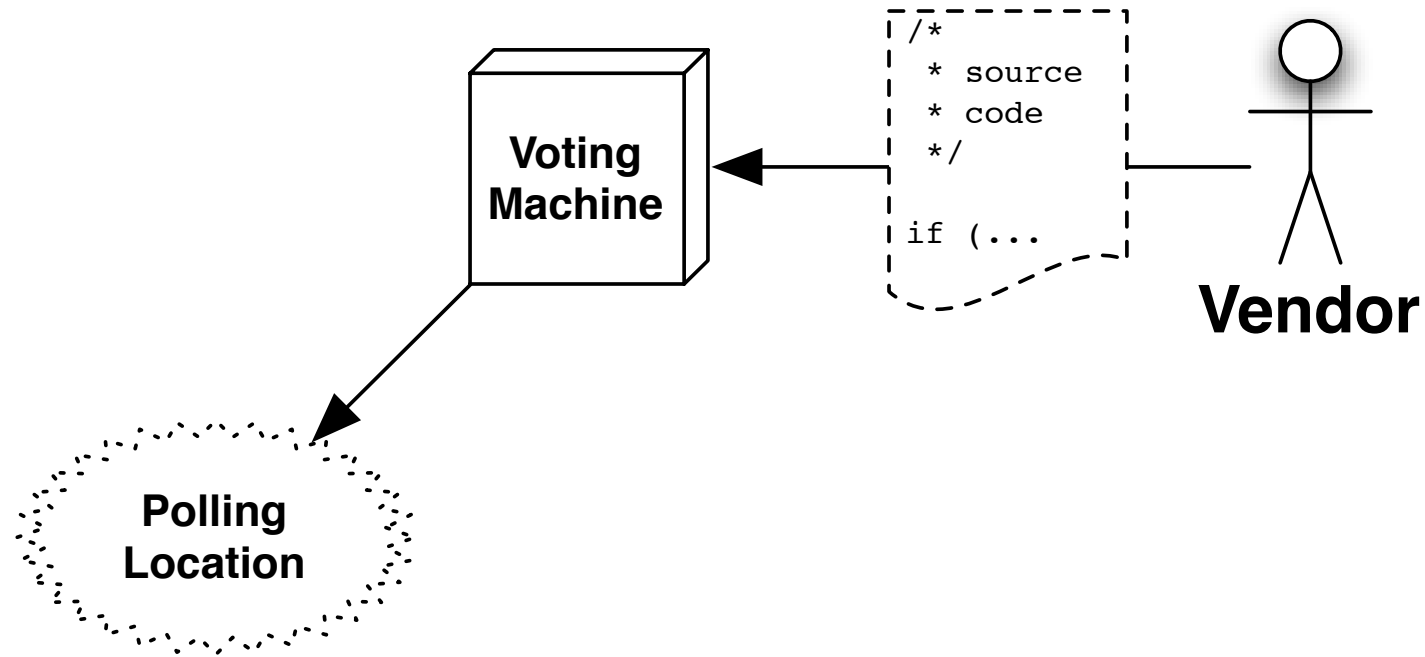 /*
 * source
 * code
 */
if (...
Voting
Machine
Vendor
Polling
Location